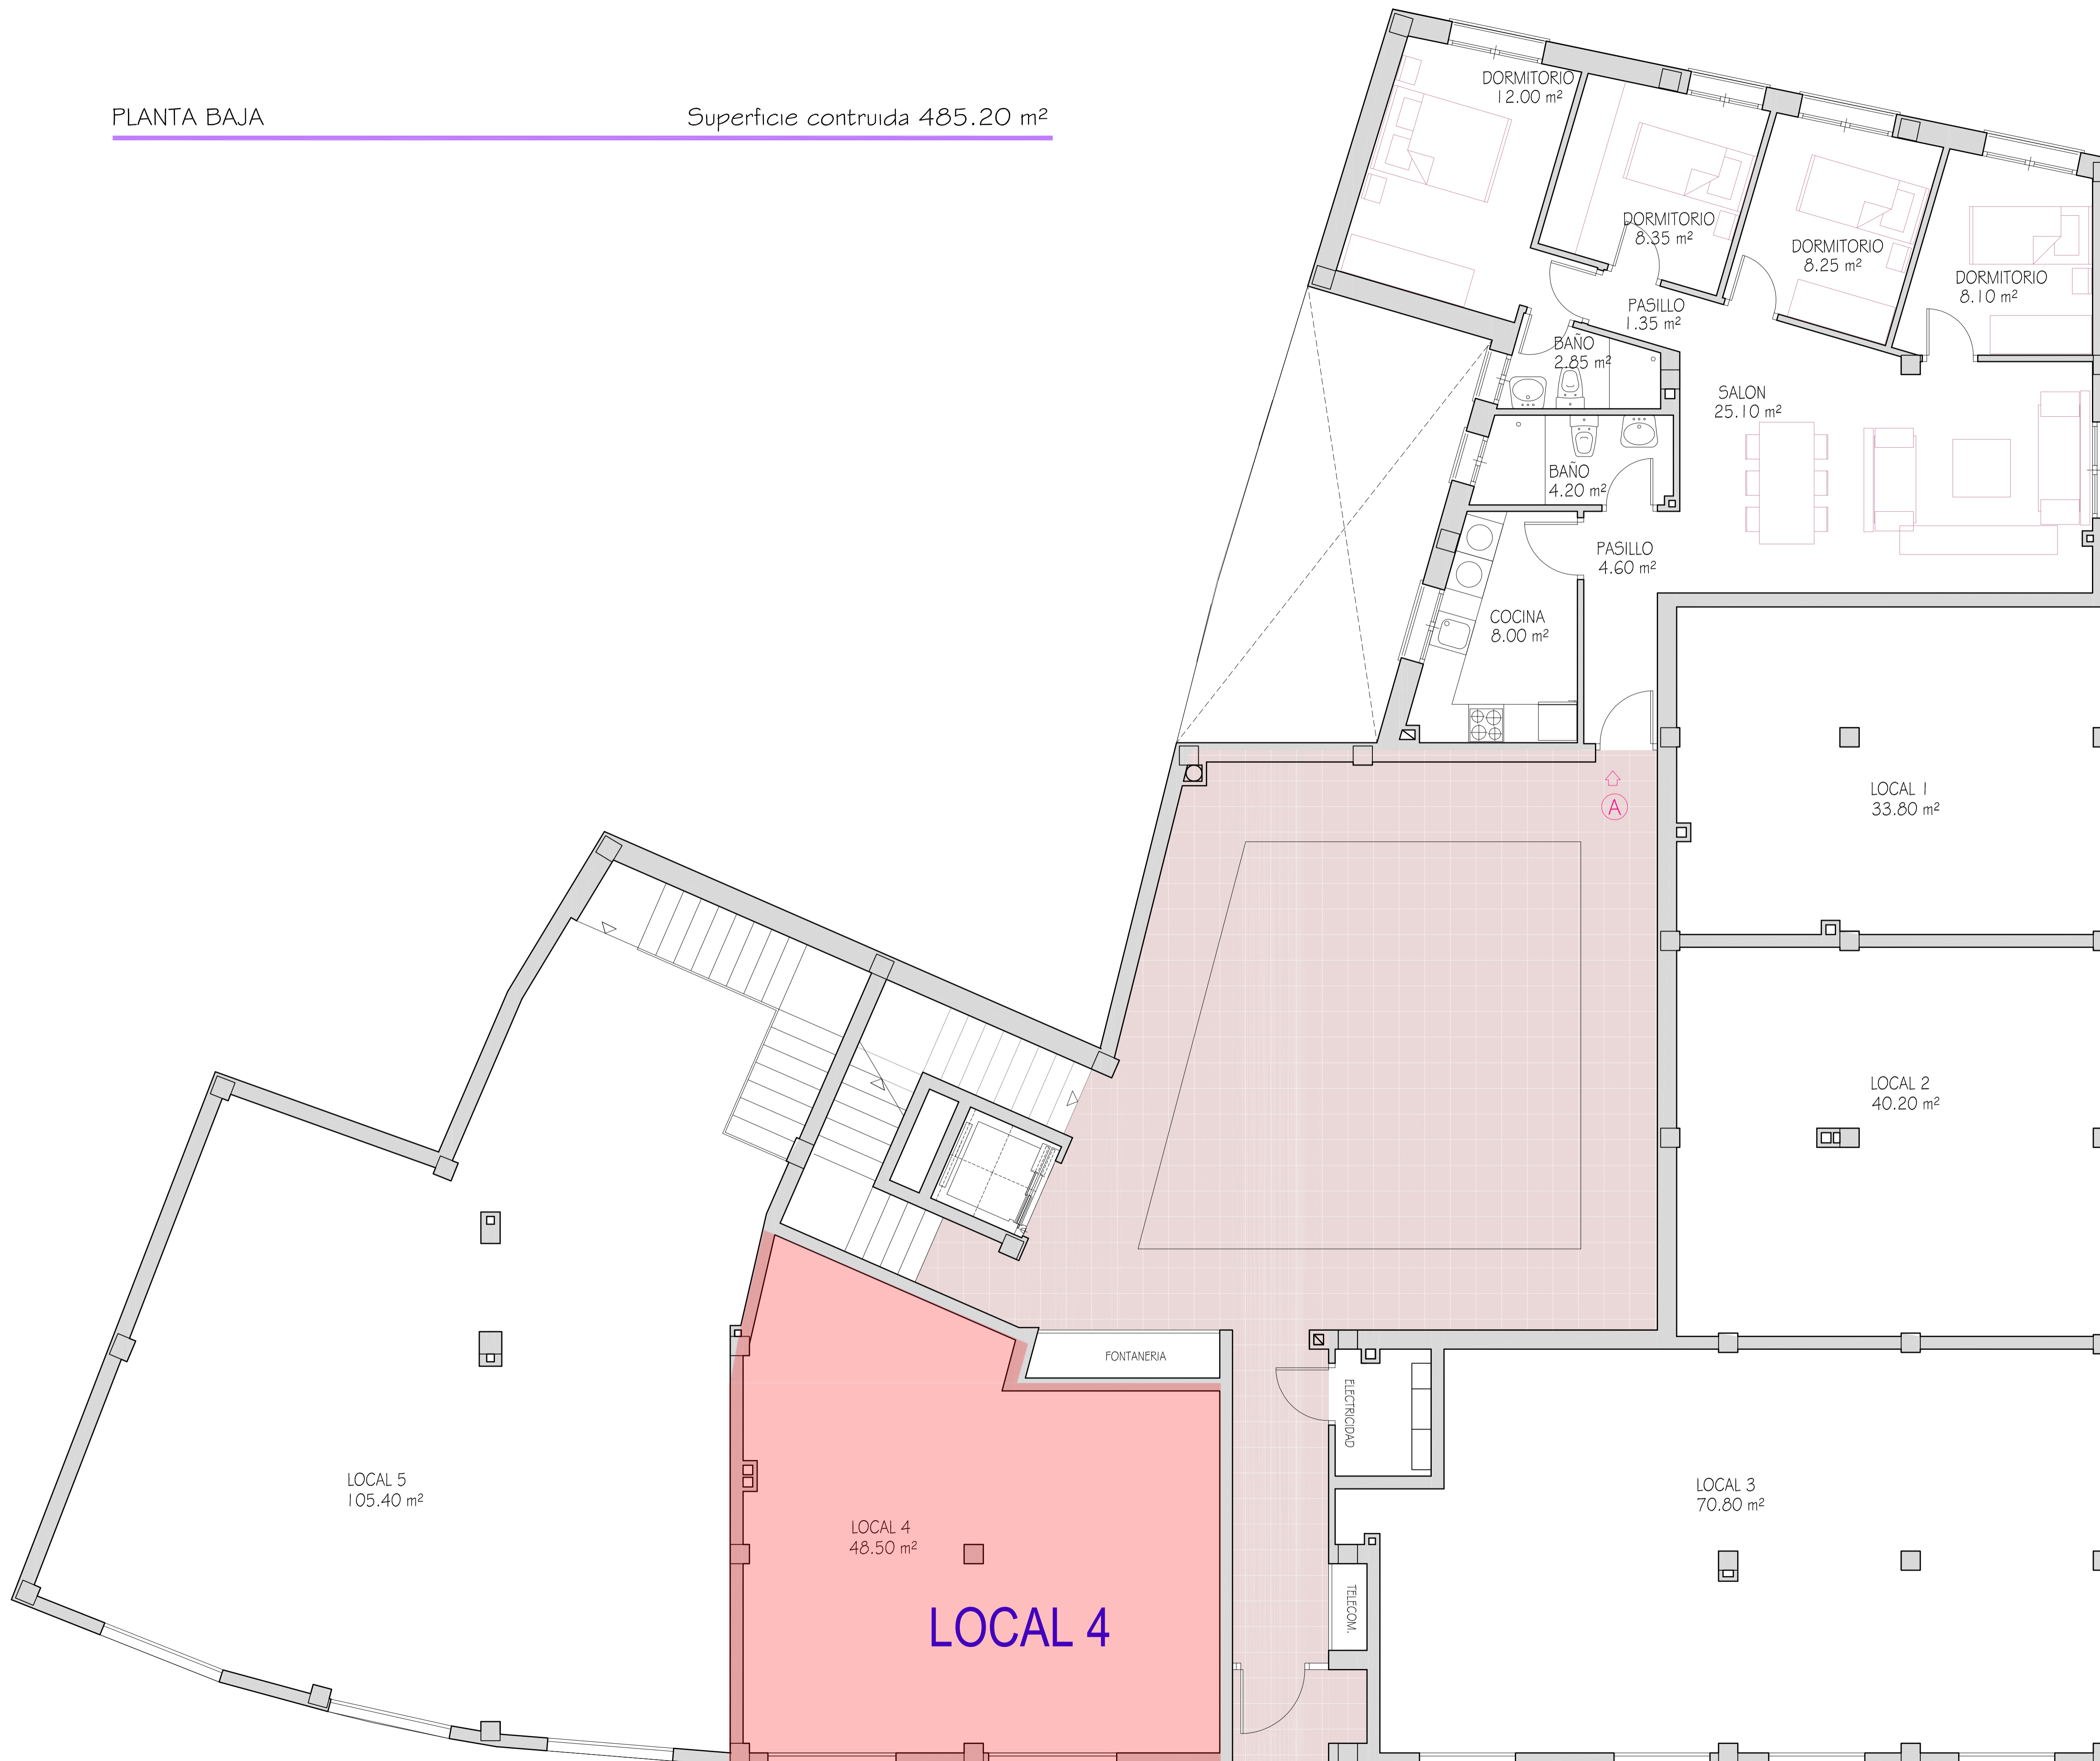 PLANTA BAJA
Superficie contruida 485.20 m²
DORMITORIO
12.00 m²
DORMITORIO
8.35 m²
DORMITORIO
8.25 m²
DORMITORIO
8.10 m²
PASILLO
1.35 m²
BAÑO
2.85 m²
SALON
25.10 m²
BAÑO
4.20 m²
PASILLO
4.60 m²
COCINA
8.00 m²
A
LOCAL 1
33.80 m²
LOCAL 2
40.20 m²
FONTANERIA
ELECTRICIDAD
LOCAL 5
105.40 m²
LOCAL 3
70.80 m²
LOCAL 4
48.50 m²
TELECOM.
LOCAL 4